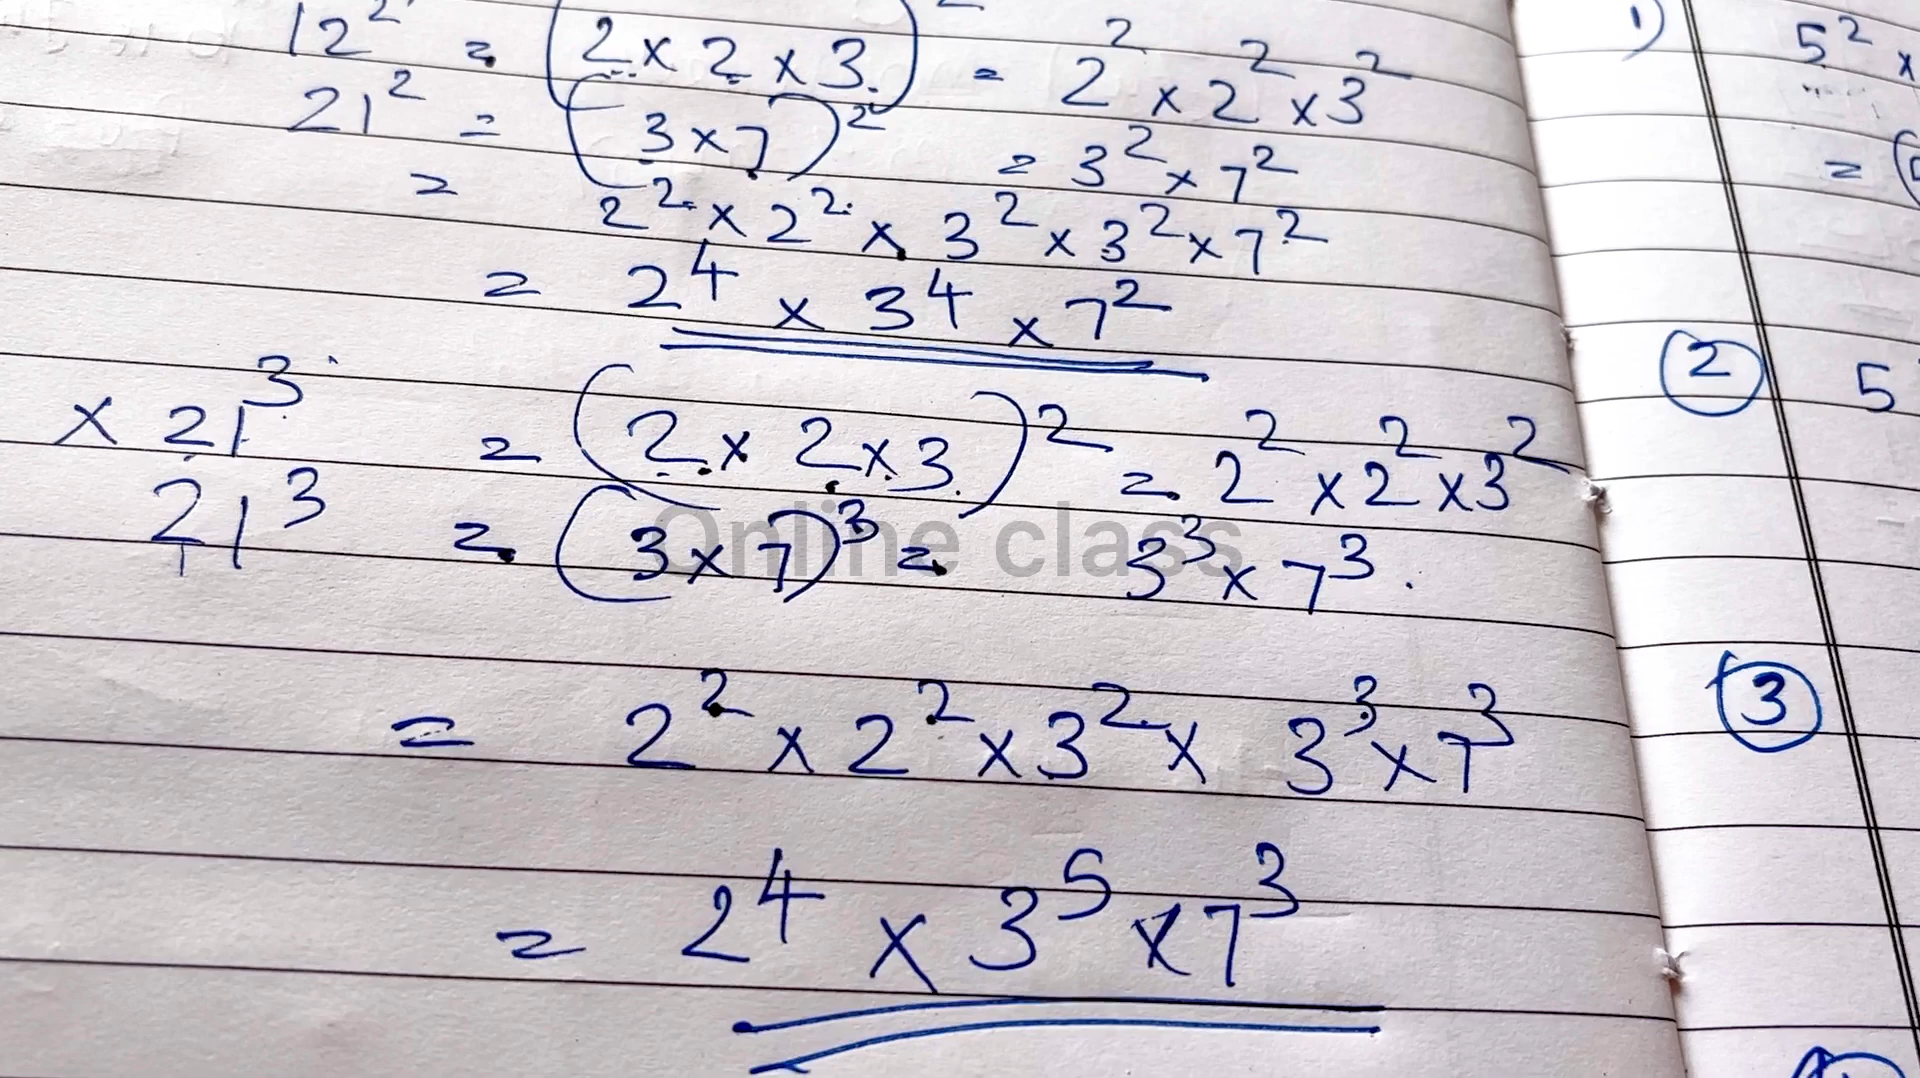 12² = (2 × 2 × 3)² = 2² × 2² × 3²
21² = (3 × 7)² = 3² × 7²
= 2² × 2² × 3² × 3² × 7²
= 2⁴ × 3⁴ × 7²
× 21³ = (2 × 2 × 3)² = 2² × 2² × 3²
21³ = (3 × 7)³ = 3³ × 7³.
= 2² × 2² × 3² × 3³ × 7³
= 2⁴ × 3⁵ × 7³
Online class
1) 5² ×
=
2 5
3